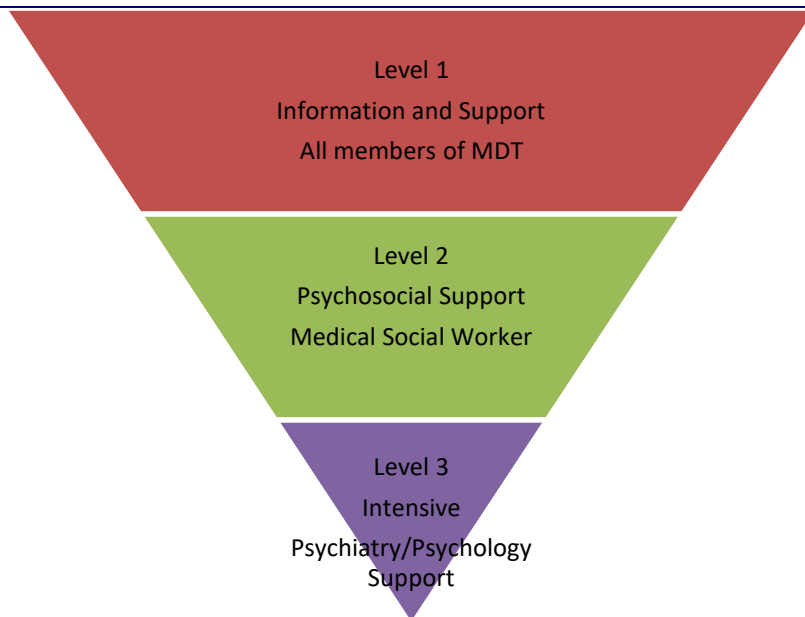 Level 1
Information and Support
All members of MDT
Level 2
Psychosocial Support
Medical Social Worker
Level 3
Intensive
Psychiatry/Psychology
Support